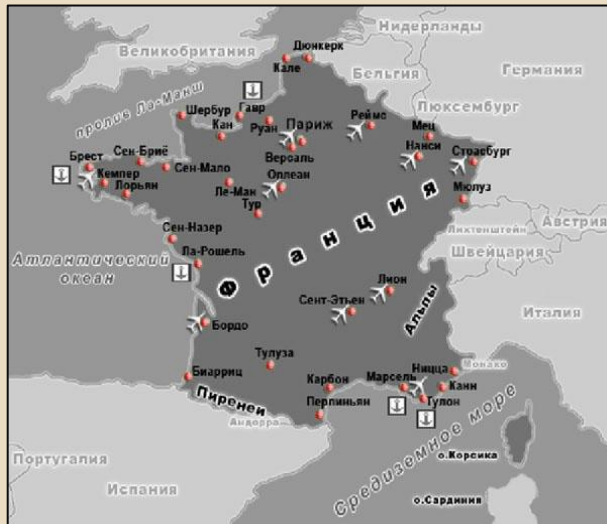 Нидерланды
Великобритания
Дюнкерк
Кале
Бельгия
Германия
пролив Ла-Манш
Гавр
Шербур
Руан
Кан
Париж
Реймс
Люксембург
Мец
Версаль
Нанси
Страсбург
Сен-Бриё
Брест
Сен-Мало
Кемпер
Лорьян
Ле-Ман
Орлеан
Тур
Мюлуз
Франция
Австрия
Лихтенштейн
Швейцария
Сен-Назер
Ла-Рошель
Атлантический
океан
Лион
Сент-Этьен
Альпы
Италия
Бордо
Тулуза
Биарриц
Карбон
Марсель
Ницца
Монако
Канн
Тулон
Перпиньян
Пиренеи
Андорра
Средиземное море
о.Корсика
Португалия
Испания
о.Сардиния